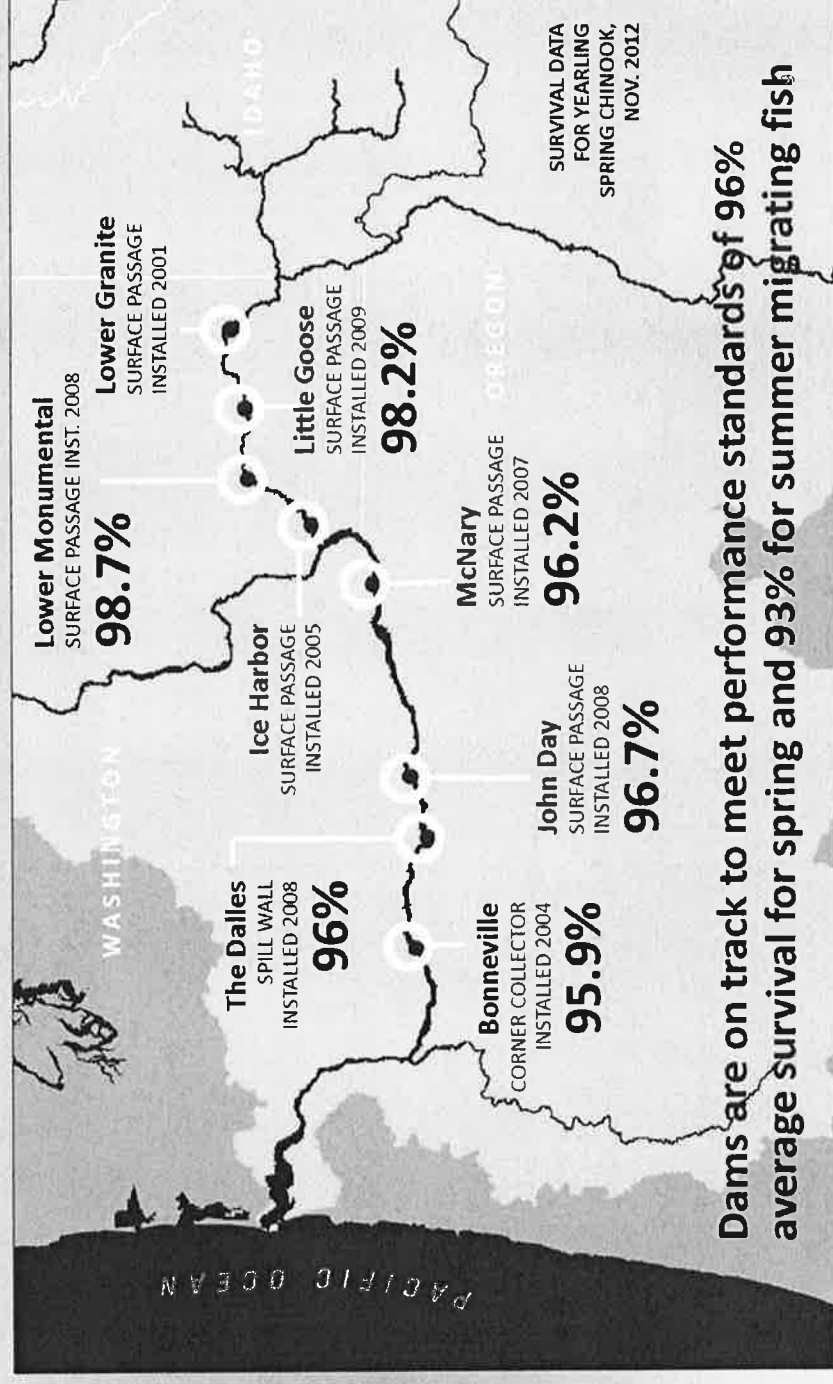 WASHINGTON
IDAHO
OREGON
PACIFIC OCEAN
Lower Monumental
SURFACE PASSAGE INST. 2008
98.7%
Lower Granite
SURFACE PASSAGE
INSTALLED 2001
Ice Harbor
SURFACE PASSAGE
INSTALLED 2005
Little Goose
SURFACE PASSAGE
INSTALLED 2009
98.2%
The Dalles
SPILL WALL
INSTALLED 2008
96%
McNary
SURFACE PASSAGE
INSTALLED 2007
96.2%
Bonneville
CORNER COLLECTOR
INSTALLED 2004
95.9%
John Day
SURFACE PASSAGE
INSTALLED 2008
96.7%
SURVIVAL DATA
FOR YEARLING
SPRING CHINOOK,
NOV. 2012
Dams are on track to meet performance standards of 96%
average survival for spring and 93% for summer migrating fish